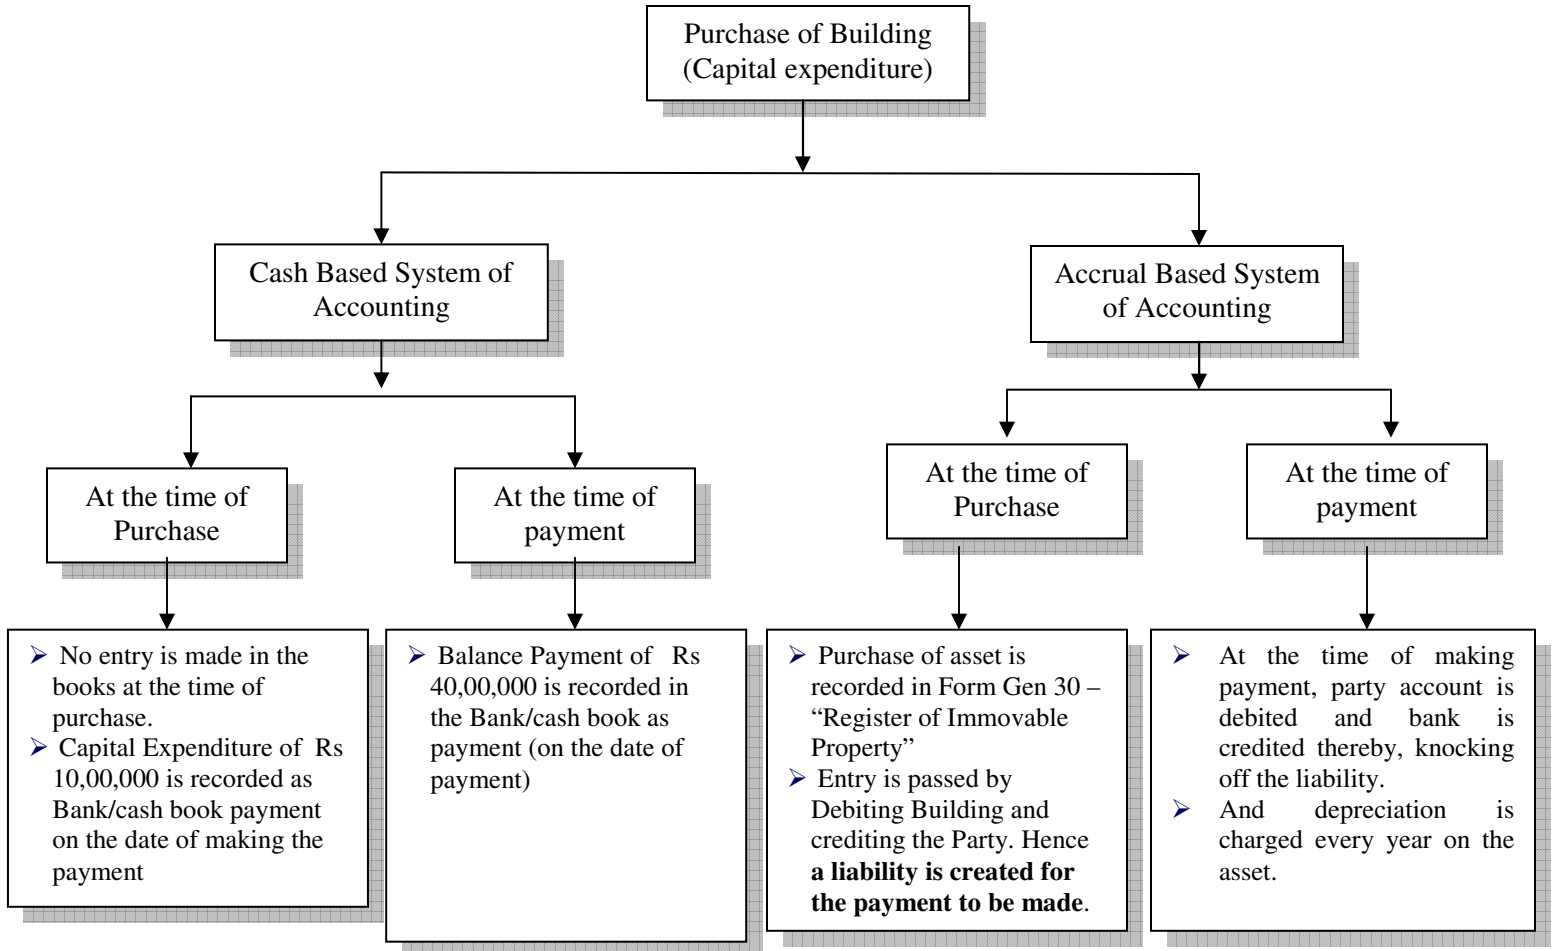 Purchase of Building
(Capital expenditure)
Cash Based System of
Accounting
Accrual Based System
of Accounting
At the time of
Purchase
At the time of
payment
At the time of
Purchase
At the time of
payment
➢ No entry is made in the
books at the time of
purchase.
➢ Capital Expenditure of Rs
10,00,000 is recorded as
Bank/cash book payment
on the date of making the
payment
➢ Balance Payment of Rs
40,00,000 is recorded in
the Bank/cash book as
payment (on the date of
payment)
➢ Purchase of asset is
recorded in Form Gen 30 –
“Register of Immovable
Property”
➢ Entry is passed by
Debiting Building and
crediting the Party. Hence
a liability is created for
the payment to be made.
➢ At the time of making
payment, party account is
debited and bank is
credited thereby, knocking
off the liability.
➢ And depreciation is
charged every year on the
asset.